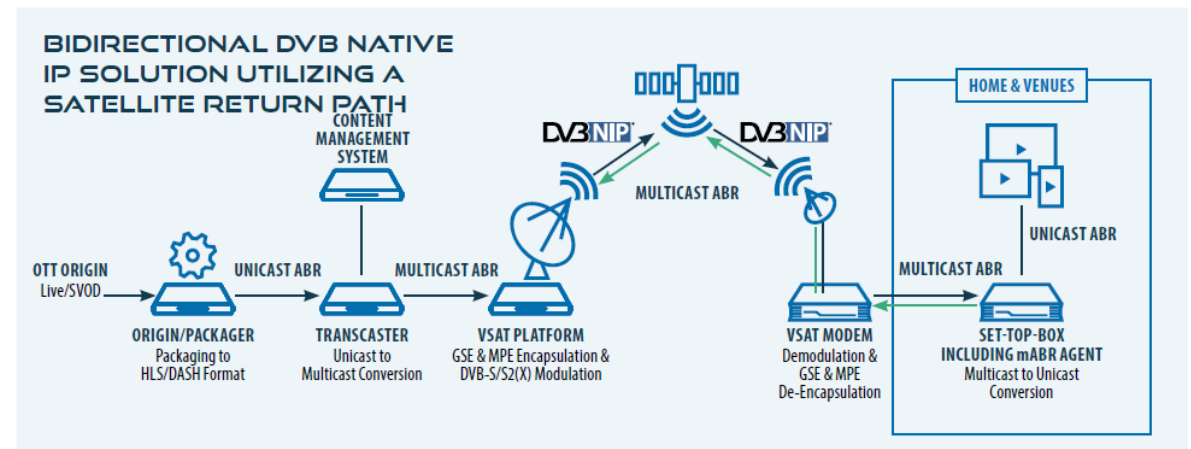 BIDIRECTIONAL DVB NATIVE
IP SOLUTION UTILIZING A
SATELLITE RETURN PATH
CONTENT
MANAGEMENT
SYSTEM
DVB NIP
DVB NIP
HOME & VENUES
MULTICAST ABR
UNICAST ABR
OTT ORIGIN
Live/SVOD
UNICAST ABR
MULTICAST ABR
MULTICAST ABR
ORIGIN/PACKAGER
Packaging to
HLS/DASH Format
TRANSCASTER
Unicast to
Multicast Conversion
VSAT PLATFORM
GSE & MPE Encapsulation &
DVB-S/S2(X) Modulation
VSAT MODEM
Demodulation &
GSE & MPE
De-Encapsulation
SET-TOP-BOX
INCLUDING mABR AGENT
Multicast to Unicast
Conversion